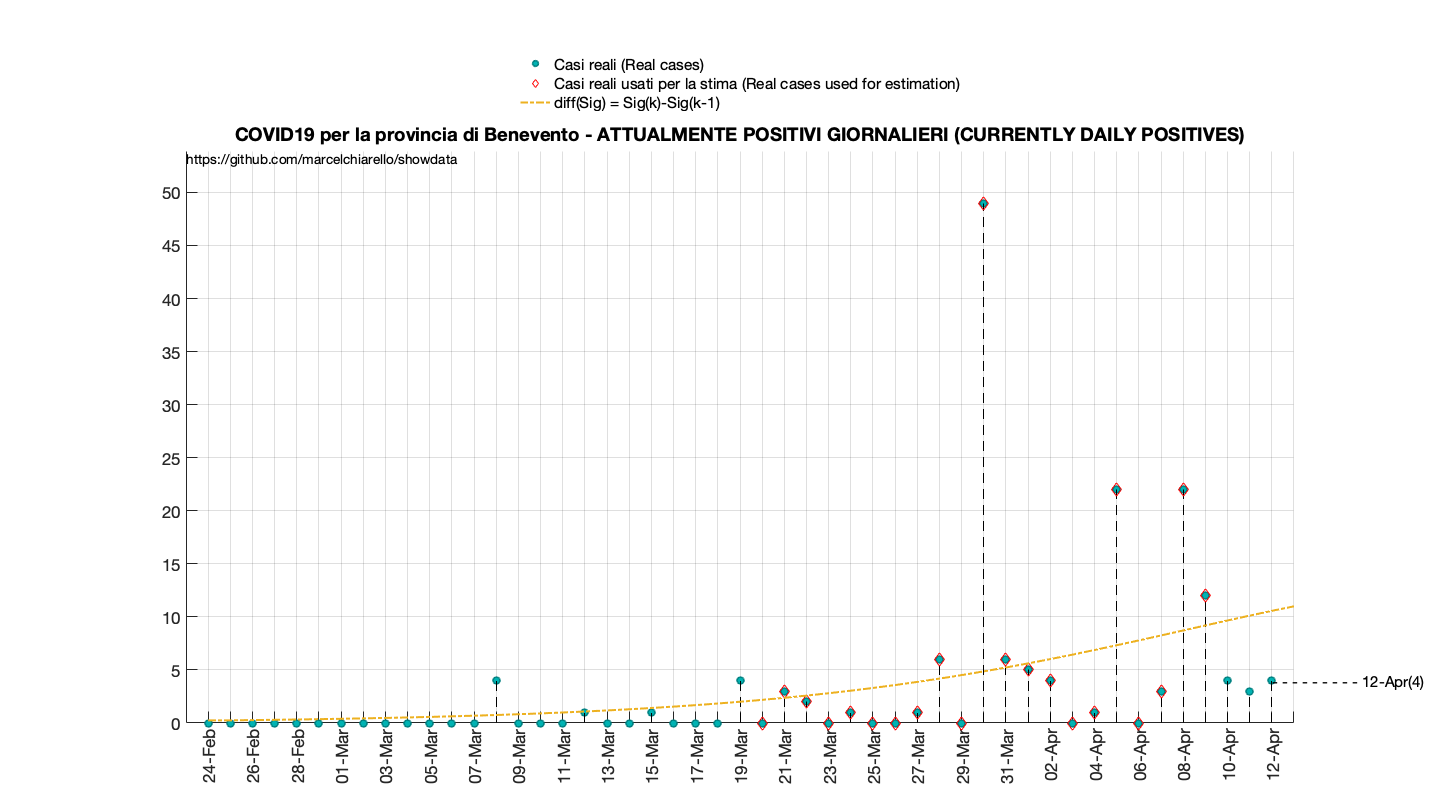 Casi reali (Real cases)
Casi reali usati per la stima (Real cases used for estimation)
diff(Sig) = Sig(k)-Sig(k-1)
COVID19 per la provincia di Benevento - ATTUALMENTE POSITIVI GIORNALIERI (CURRENTLY DAILY POSITIVES)
https://github.com/marcelchiarello/showdata
50
45
40
35
30
25
20
15
10
5
0
12-Apr(4)
24-Feb
26-Feb
28-Feb
01-Mar
03-Mar
05-Mar
07-Mar
09-Mar
11-Mar
13-Mar
15-Mar
17-Mar
19-Mar
21-Mar
23-Mar
25-Mar
27-Mar
29-Mar
31-Mar
02-Apr
04-Apr
06-Apr
08-Apr
10-Apr
12-Apr